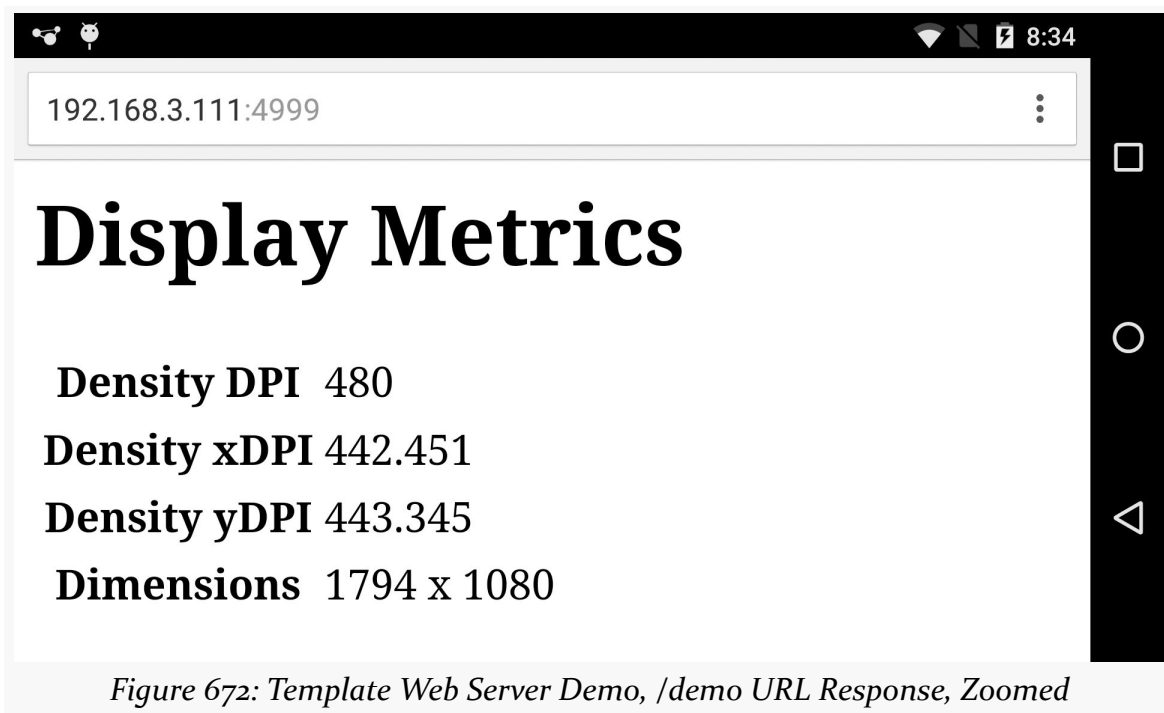 8:34
192.168.3.111:4999
Display Metrics
Density DPI 480
Density xDPI 442.451
Density yDPI 443.345
Dimensions 1794 x 1080
Figure 672: Template Web Server Demo, /demo URL Response, Zoomed